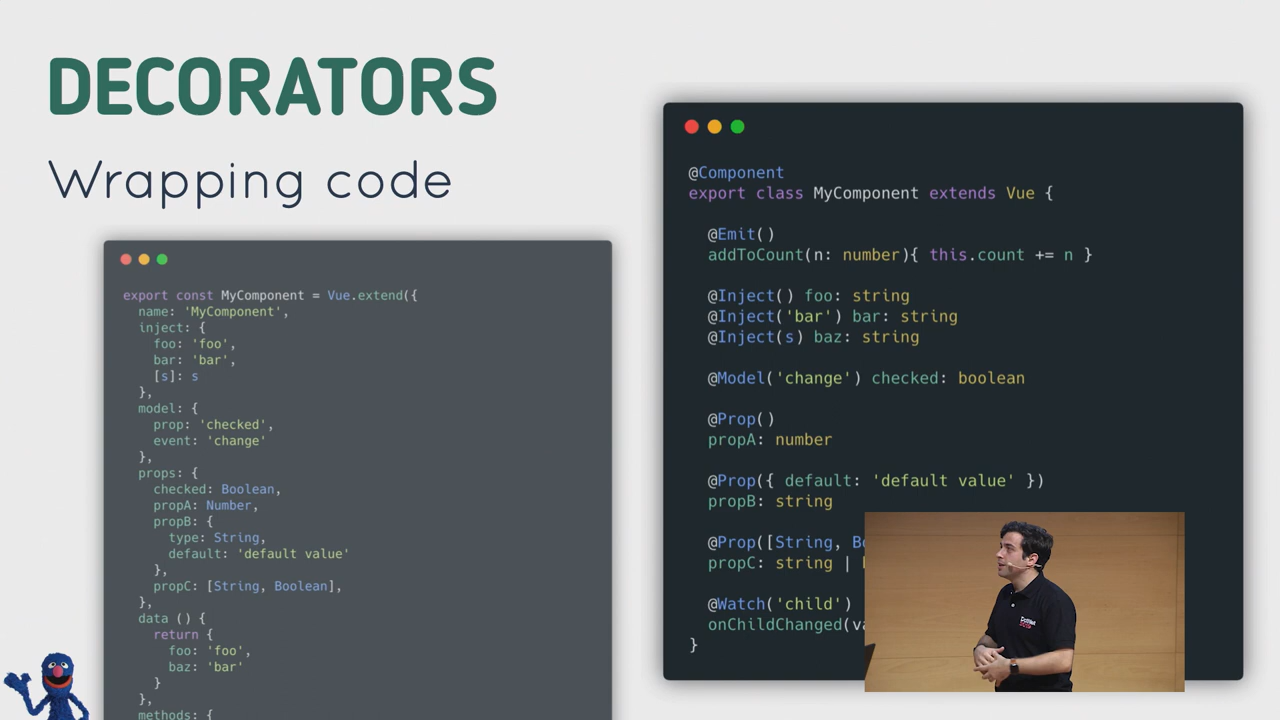 DECORATORS
Wrapping code
export const MyComponent = Vue.extend({
name: 'MyComponent',
inject: {
foo: 'foo',
bar: 'bar',
[s]: s
},
model: {
prop: 'checked',
event: 'change'
},
props: {
checked: Boolean,
propA: Number,
propB: {
type: String,
default: 'default value'
},
propC: [String, Boolean],
},
data () {
return {
foo: 'foo',
baz: 'bar'
}
},
methods: {
@Component
export class MyComponent extends Vue {
@Emit()
addToCount(n: number){ this.count += n }
@Inject() foo: string
@Inject('bar') bar: string
@Inject(s) baz: string
@Model('change') checked: boolean
@Prop()
propA: number
@Prop({ default: 'default value' })
propB: string
@Prop([String,
propC: string |
@Watch('child')
onChildChanged(
}